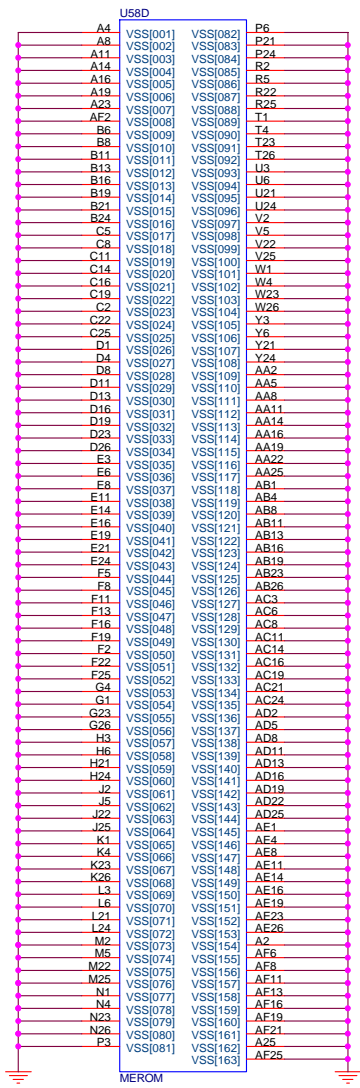 U58D
A4 VSS[001] VSS[082] P6
A8 VSS[002] VSS[083] P21
A11 VSS[003] VSS[084] P24
A14 VSS[004] VSS[085] R2
A16 VSS[005] VSS[086] R5
A19 VSS[006] VSS[087] R22
A23 VSS[007] VSS[088] R25
AF2 VSS[008] VSS[089] T1
B6 VSS[009] VSS[090] T4
B8 VSS[010] VSS[091] T23
B11 VSS[011] VSS[092] T26
B13 VSS[012] VSS[093] U3
B16 VSS[013] VSS[094] U6
B19 VSS[014] VSS[095] U21
B21 VSS[015] VSS[096] U24
B24 VSS[016] VSS[097] V2
C5 VSS[017] VSS[098] V5
C8 VSS[018] VSS[099] V22
C11 VSS[019] VSS[100] V25
C14 VSS[020] VSS[101] W1
C16 VSS[021] VSS[102] W4
C19 VSS[022] VSS[103] W23
C2 VSS[023] VSS[104] W26
C22 VSS[024] VSS[105] Y3
C25 VSS[025] VSS[106] Y6
D1 VSS[026] VSS[107] Y21
D4 VSS[027] VSS[108] Y24
D8 VSS[028] VSS[109] AA2
D11 VSS[029] VSS[110] AA5
D13 VSS[030] VSS[111] AA8
D16 VSS[031] VSS[112] AA11
D19 VSS[032] VSS[113] AA14
D23 VSS[033] VSS[114] AA16
D26 VSS[034] VSS[115] AA19
E3 VSS[035] VSS[116] AA22
E6 VSS[036] VSS[117] AA25
E8 VSS[037] VSS[118] AB1
E11 VSS[038] VSS[119] AB4
E14 VSS[039] VSS[120] AB8
E16 VSS[040] VSS[121] AB11
E19 VSS[041] VSS[122] AB13
E21 VSS[042] VSS[123] AB16
E24 VSS[043] VSS[124] AB19
F5 VSS[044] VSS[125] AB23
F8 VSS[045] VSS[126] AB26
F11 VSS[046] VSS[127] AC3
F13 VSS[047] VSS[128] AC6
F16 VSS[048] VSS[129] AC8
F19 VSS[049] VSS[130] AC11
F2 VSS[050] VSS[131] AC14
F22 VSS[051] VSS[132] AC16
F25 VSS[052] VSS[133] AC19
G4 VSS[053] VSS[134] AC21
G1 VSS[054] VSS[135] AC24
G23 VSS[055] VSS[136] AD2
G26 VSS[056] VSS[137] AD5
H3 VSS[057] VSS[138] AD8
H6 VSS[058] VSS[139] AD11
H21 VSS[059] VSS[140] AD13
H24 VSS[060] VSS[141] AD16
J2 VSS[061] VSS[142] AD19
J5 VSS[062] VSS[143] AD22
J22 VSS[063] VSS[144] AD25
J25 VSS[064] VSS[145] AE1
K1 VSS[065] VSS[146] AE4
K4 VSS[066] VSS[147] AE8
K23 VSS[067] VSS[148] AE11
K26 VSS[068] VSS[149] AE14
L3 VSS[069] VSS[150] AE16
L6 VSS[070] VSS[151] AE19
L21 VSS[071] VSS[152] AE23
L24 VSS[072] VSS[153] AE26
M2 VSS[073] VSS[154] A2
M5 VSS[074] VSS[155] AF6
M22 VSS[075] VSS[156] AF8
M25 VSS[076] VSS[157] AF11
N1 VSS[077] VSS[158] AF13
N4 VSS[078] VSS[159] AF16
N23 VSS[079] VSS[160] AF19
N26 VSS[080] VSS[161] AF21
P3 VSS[081] VSS[162] A25
VSS[163] AF25
MEROM